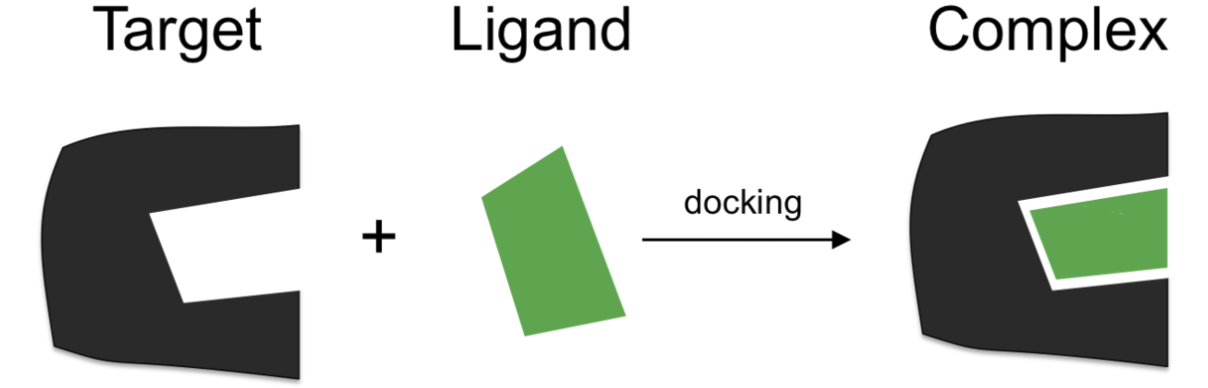 Target Ligand Complex
+ docking